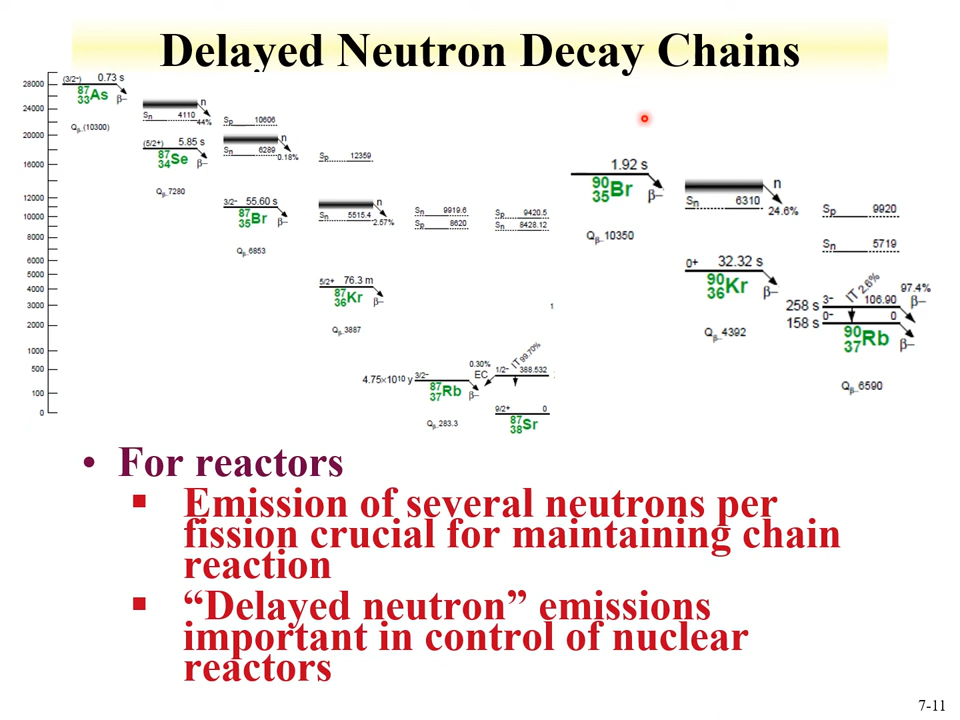 Delayed Neutron Decay Chains
28000
24000
20000
16000
12000
10000
8000
6000
5000
4000
3000
2000
1000
500
100
0
(3/2-) 0.73 s
87 33 As β-
Qβ-(10300)
n
Sn 4110 44%
(5/2+) 5.85 s
87 34 Se β-
Qβ-7280
Sp 10606
n
Sn 6289 0.18%
3/2- 55.60 s
87 35 Br β-
Qβ-6853
Sp 12359
n
Sn 5515.4 2.57%
5/2+ 76.3 m
87 36 Kr β-
Qβ-3887
Sn 9919.6
Sp 8620
4.75×10¹⁰ y 3/2-
87 37 Rb β-
Qβ-283.3
Sp 9420.5
Sn 8428.12
1
0.30%
EC
IT 99.70%
1/2- 388.532
9/2+ 0
87 38 Sr
1.92 s
90 35 Br β-
Qβ-10350
n
Sn 6310 24.6%
0+ 32.32 s
90 36 Kr β-
Qβ-4392
Sp 9920
Sn 5719
IT 2.6%
97.4%
258 s 3- 106.90 β-
158 s 0- 0
90 37 Rb β-
Qβ-6590
• For reactors
▪ Emission of several neutrons per
fission crucial for maintaining chain
reaction
▪ “Delayed neutron” emissions
important in control of nuclear
reactors
7-11